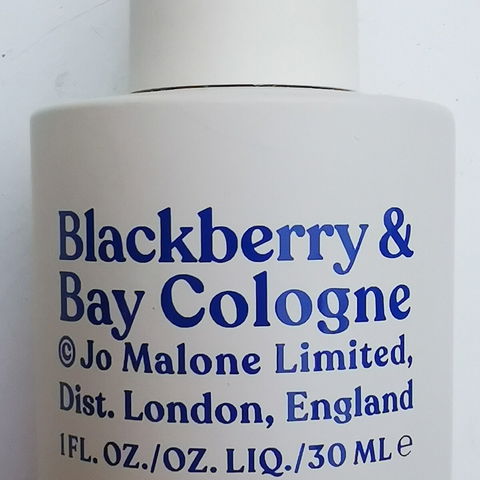 Blackberry &
Bay Cologne
©Jo Malone Limited,
Dist. London, England
1FL. OZ./OZ. LIQ./30 ML ℮